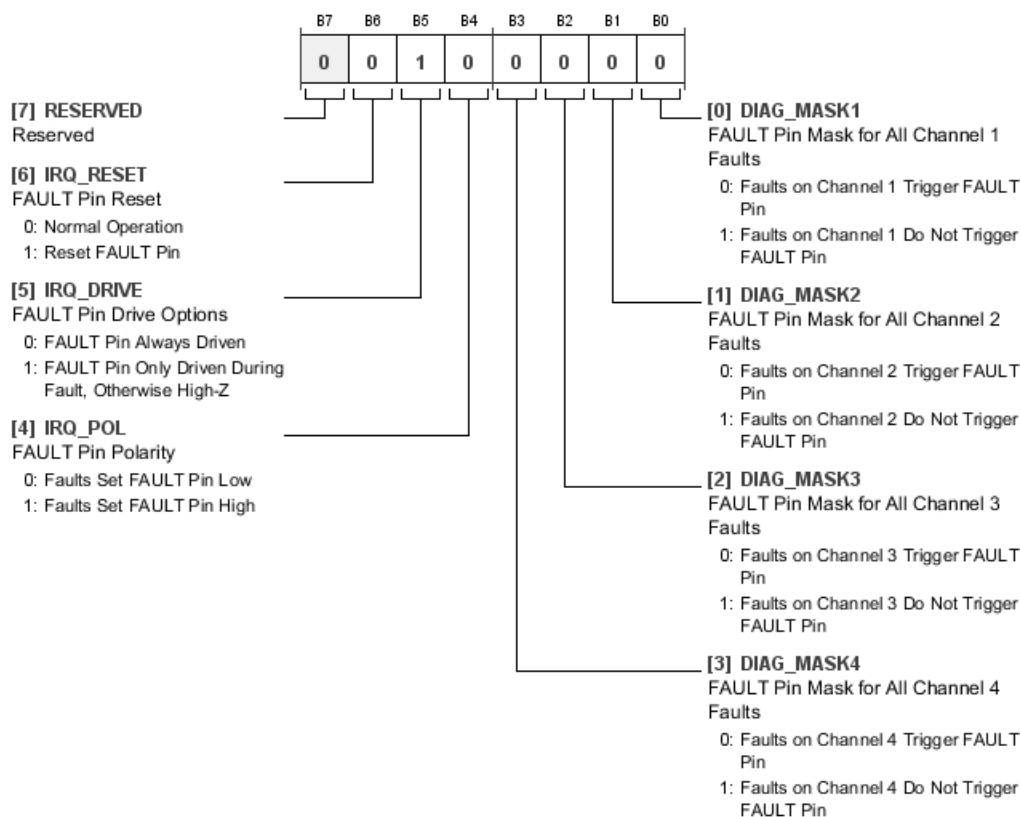 B7 B6 B5 B4 B3 B2 B1 B0
0 0 1 0 0 0 0 0
[7] RESERVED
Reserved
[6] IRQ_RESET
FAULT Pin Reset
0: Normal Operation
1: Reset FAULT Pin
[5] IRQ_DRIVE
FAULT Pin Drive Options
0: FAULT Pin Always Driven
1: FAULT Pin Only Driven During
Fault, Otherwise High-Z
[4] IRQ_POL
FAULT Pin Polarity
0: Faults Set FAULT Pin Low
1: Faults Set FAULT Pin High
[0] DIAG_MASK1
FAULT Pin Mask for All Channel 1
Faults
0: Faults on Channel 1 Trigger FAULT
Pin
1: Faults on Channel 1 Do Not Trigger
FAULT Pin
[1] DIAG_MASK2
FAULT Pin Mask for All Channel 2
Faults
0: Faults on Channel 2 Trigger FAULT
Pin
1: Faults on Channel 2 Do Not Trigger
FAULT Pin
[2] DIAG_MASK3
FAULT Pin Mask for All Channel 3
Faults
0: Faults on Channel 3 Trigger FAULT
Pin
1: Faults on Channel 3 Do Not Trigger
FAULT Pin
[3] DIAG_MASK4
FAULT Pin Mask for All Channel 4
Faults
0: Faults on Channel 4 Trigger FAULT
Pin
1: Faults on Channel 4 Do Not Trigger
FAULT Pin